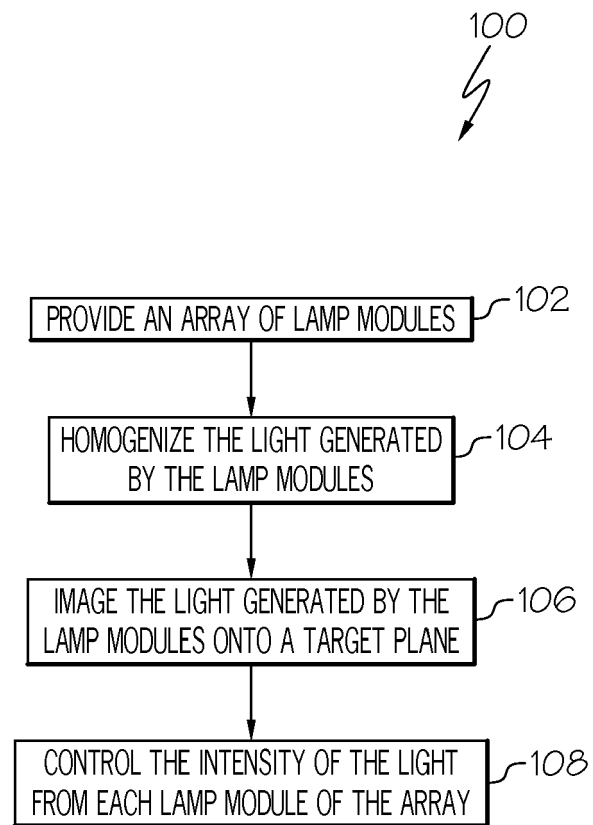 100
PROVIDE AN ARRAY OF LAMP MODULES
102
HOMOGENIZE THE LIGHT GENERATED
BY THE LAMP MODULES
104
IMAGE THE LIGHT GENERATED BY THE
LAMP MODULES ONTO A TARGET PLANE
106
CONTROL THE INTENSITY OF THE LIGHT
FROM EACH LAMP MODULE OF THE ARRAY
108